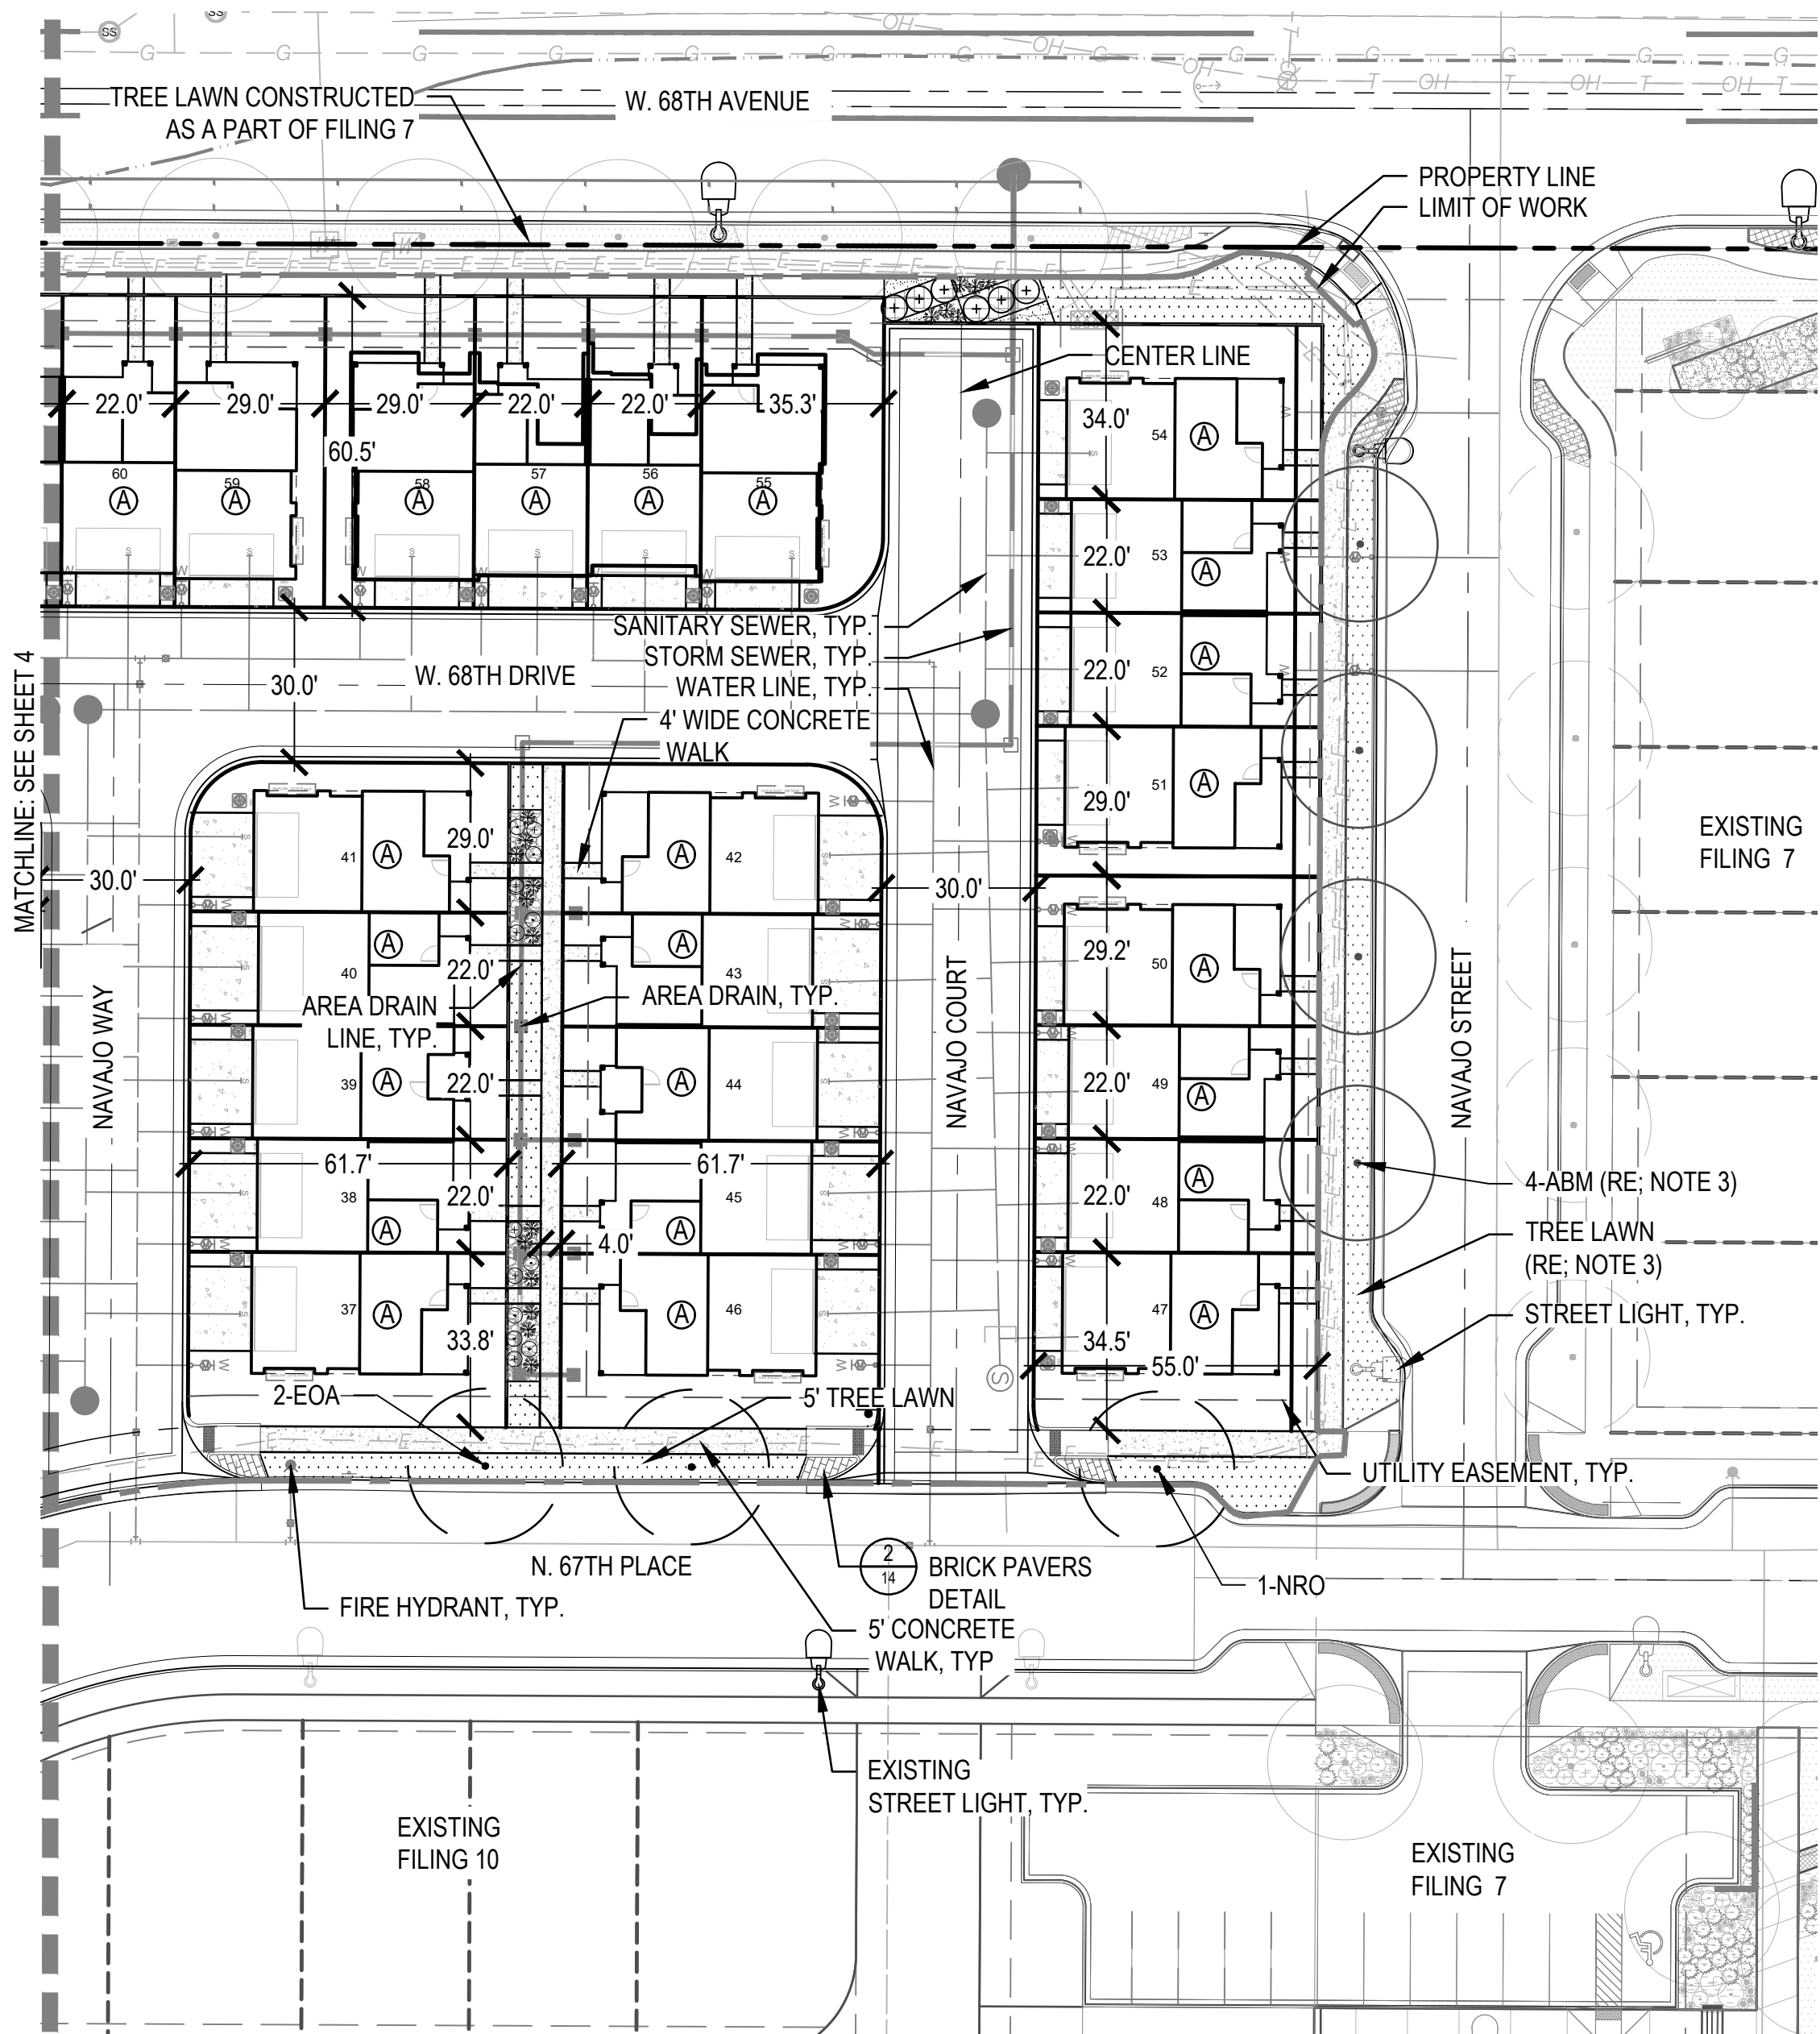 SS
SS
G G G G G G G G G G
OH OH OH
T OH T OH T OH T
TREE LAWN CONSTRUCTED
AS A PART OF FILING 7
W. 68TH AVENUE
PROPERTY LINE
LIMIT OF WORK
E E E E E E E E E E
CENTER LINE
22.0'
29.0'
29.0'
22.0'
22.0'
35.3'
60.5'
60
A
59
A
58
A
57
A
56
A
55
A
34.0'
54
A
22.0'
53
A
22.0'
52
A
29.0'
51
A
SANITARY SEWER, TYP.
STORM SEWER, TYP.
WATER LINE, TYP.
4' WIDE CONCRETE
WALK
W. 68TH DRIVE
30.0'
MATCHLINE: SEE SHEET 4
EXISTING
FILING 7
30.0'
30.0'
41
A
29.0'
A
42
40
A
22.0'
A
43
AREA DRAIN
LINE, TYP.
AREA DRAIN, TYP.
39
A
22.0'
A
44
61.7'
61.7'
38
A
22.0'
A
45
4.0'
37
A
33.8'
A
46
NAVAJO WAY
NAVAJO COURT
NAVAJO STREET
29.2'
50
A
22.0'
49
A
22.0'
48
A
34.5'
47
A
55.0'
4-ABM (RE; NOTE 3)
TREE LAWN
(RE; NOTE 3)
STREET LIGHT, TYP.
S
2-EOA
5' TREE LAWN
UTILITY EASEMENT, TYP.
N. 67TH PLACE
2
14
BRICK PAVERS
DETAIL
1-NRO
FIRE HYDRANT, TYP.
5' CONCRETE
WALK, TYP
EXISTING
STREET LIGHT, TYP.
EXISTING
FILING 10
EXISTING
FILING 7